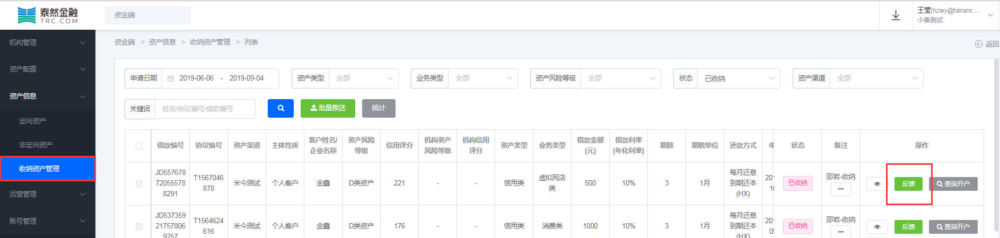 泰然金融
TRC.COM
资金端
王莹(hzwy@tairanc...
小泰测试
机构管理
资产配置
资产信息
定向资产
非定向资产
收纳资产管理
运营管理
账号管理
资金端 > 资产信息 > 收纳资产管理 > 列表
返回
申请日期 2019-06-06 - 2019-09-04
资产类型 全部
业务类型 全部
资产风险等级 全部
状态 已收纳
资产渠道 全部
关键词 姓名/协议编号/借款编号
批量推送
统计
借款编号
协议编号
资产渠道
主体性质
客户姓名/
企业名称
资产风险
等级
信用评分
机构资产
风险等级
机构信用
评分
资产类型
业务类型
借款金额
(元)
借款利率
(年化利率)
期数
期数单位
还款方式
状态
备注
操作
JD557678
72055578
8291
T1567046
878
米今测试
个人客户
金鑫
D类资产
221
-
-
信用类
虚拟网店
类
500
10%
3
1月
每月还息
到期还本
(HX)
201
10
已收纳
邵岩-收纳
...
反馈
查询开户
JD537359
21757806
9257
T1564624
616
米今测试
个人客户
金鑫
D类资产
176
-
-
信用类
消费类
1000
10%
3
1月
每月还息
到期还本
(HX)
201
09
已收纳
邵岩-收纳
...
反馈
查询开户